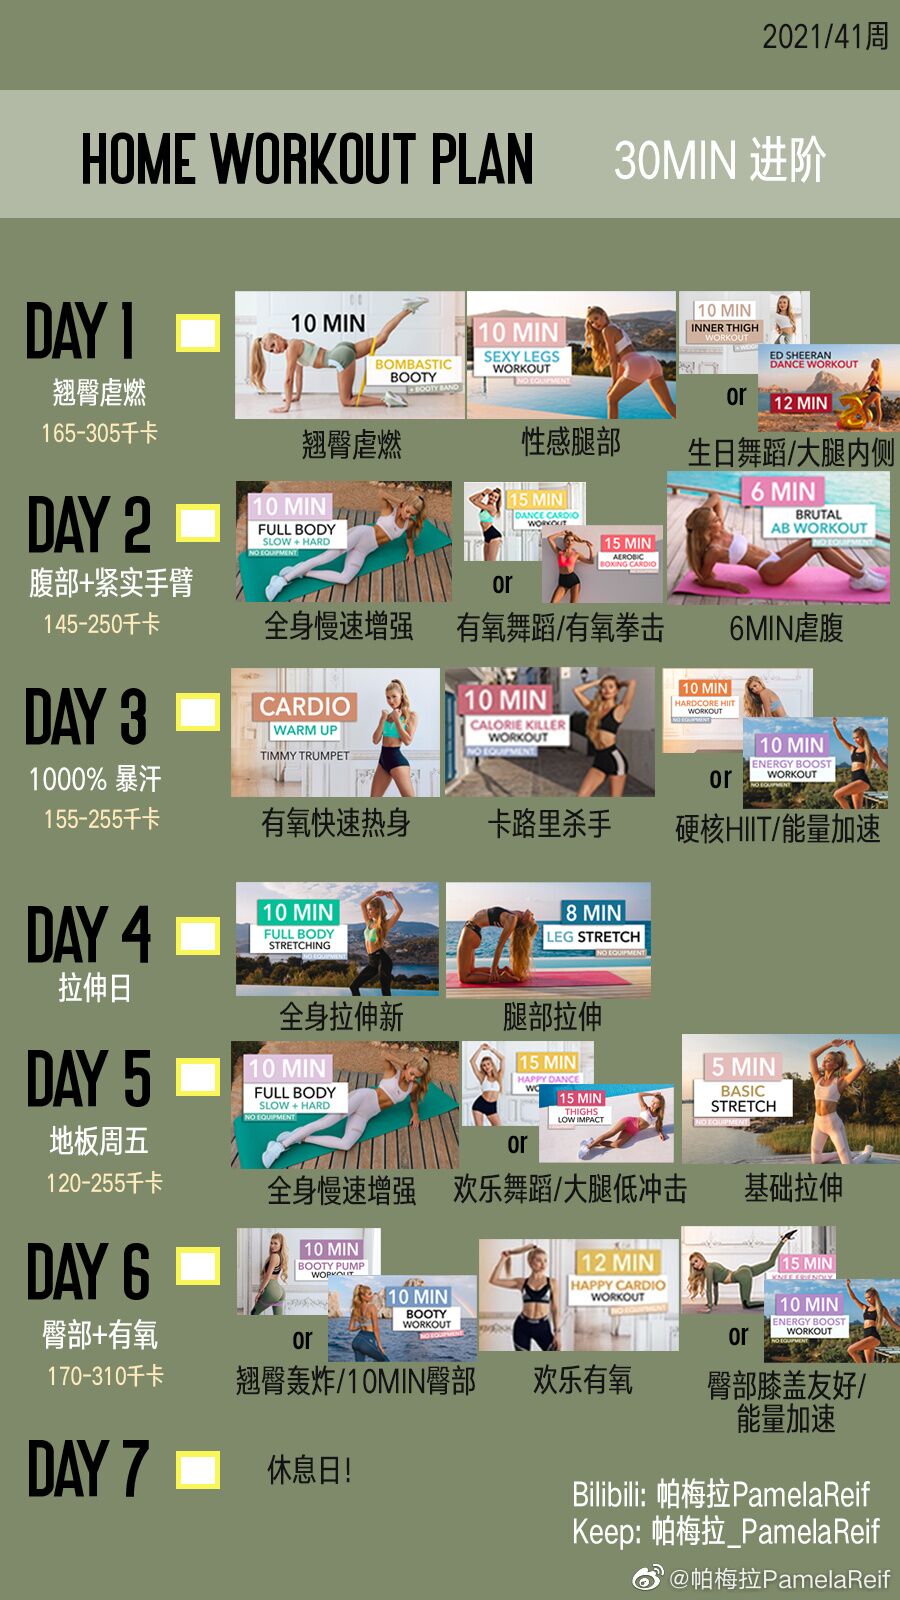 2021/41周
HOME WORKOUT PLAN
30MIN 进阶
DAY 1
翘臀虐燃
165-305千卡
10 MIN
BOMBASTIC
BOOTY
+ BOOTY BAND
翘臀虐燃
10 MIN
SEXY LEGS
WORKOUT
NO EQUIPMENT
性感腿部
10 MIN
INNER THIGH
WORKOUT
or
ED SHEERAN
DANCE WORKOUT
12 MIN
生日舞蹈/大腿内侧
DAY 2
腹部+紧实手臂
145-250千卡
10 MIN
FULL BODY
SLOW + HARD
NO EQUIPMENT
全身慢速增强
15 MIN
DANCE CARDIO
WORKOUT
or
15 MIN
AEROBIC
BOXING CARDIO
有氧舞蹈/有氧拳击
6 MIN
BRUTAL
AB WORKOUT
NO EQUIPMENT
6MIN虐腹
DAY 3
1000% 暴汗
155-255千卡
CARDIO
WARM UP
TIMMY TRUMPET
有氧快速热身
10 MIN
CALORIE KILLER
WORKOUT
NO EQUIPMENT
卡路里杀手
10 MIN
HARDCORE HIIT
WORKOUT
NO EQUIPMENT
or
10 MIN
ENERGY BOOST
WORKOUT
NO EQUIPMENT
硬核HIIT/能量加速
DAY 4
拉伸日
10 MIN
FULL BODY
STRETCHING
NO EQUIPMENT
全身拉伸新
8 MIN
LEG STRETCH
NO EQUIPMENT
腿部拉伸
DAY 5
地板周五
120-255千卡
10 MIN
FULL BODY
SLOW + HARD
NO EQUIPMENT
全身慢速增强
15 MIN
HAPPY DANCE
or
15 MIN
THIGHS
LOW IMPACT
欢乐舞蹈/大腿低冲击
5 MIN
BASIC
STRETCH
NO EQUIPMENT
基础拉伸
DAY 6
臀部+有氧
170-310千卡
10 MIN
BOOTY PUMP
WORKOUT
or
10 MIN
BOOTY
WORKOUT
NO EQUIPMENT
翘臀轰炸/10MIN臀部
12 MIN
HAPPY CARDIO
WORKOUT
NO EQUIPMENT
欢乐有氧
15 MIN
KNEE FRIENDLY
or
10 MIN
ENERGY BOOST
WORKOUT
NO EQUIPMENT
臀部膝盖友好/
能量加速
DAY 7
休息日!
Bilibili: 帕梅拉PamelaReif
Keep: 帕梅拉_PamelaReif
@帕梅拉PamelaReif